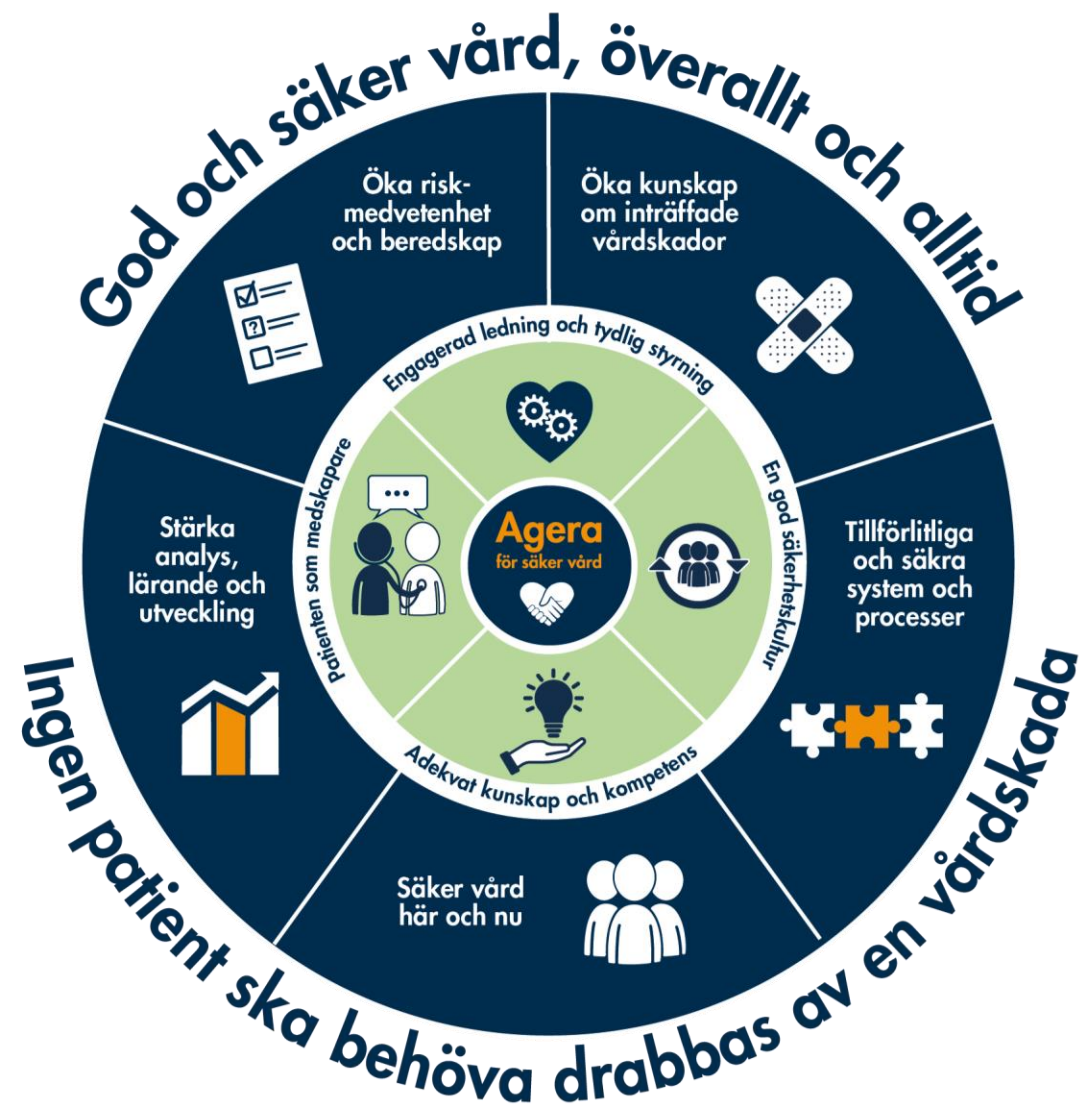 God och säker vård, överallt och alltid
Öka risk-
medvetenhet
och beredskap
Öka kunskap
om inträffade
vårdskador
Engagerad ledning och tydlig styrning
Patienten som medskapare
En god säkerhetskultur
Agera
för säker vård
Stärka
analys,
lärande och
utveckling
Tillförlitliga
och säkra
system och
processer
Adekvat kunskap och kompetens
Säker vård
här och nu
Ingen patient ska behöva drabbas av en vårdskada